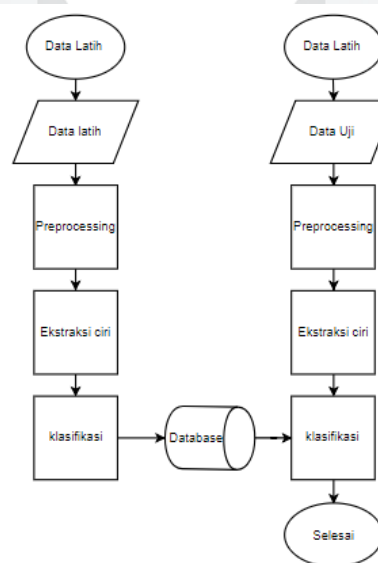 Data Latih
Data latih
Preprocessing
Ekstraksi ciri
klasifikasi
Database
Data Latih
Data Uji
Preprocessing
Ekstraksi ciri
klasifikasi
Selesai